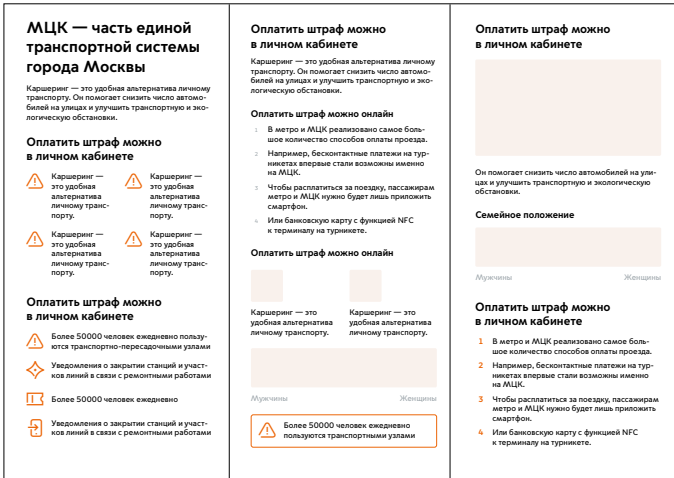 МЦК — часть единой
транспортной системы
города Москвы
Каршеринг — это удобная альтернатива личному
транспорту. Он помогает снизить число автомо-
билей на улицах и улучшить транспортную и эко-
логическую обстановки.
Оплатить штраф можно
в личном кабинете
Каршеринг —
это удобная
альтернатива
личному транс-
порту.
Каршеринг —
это удобная
альтернатива
личному транс-
порту.
Каршеринг —
это удобная
альтернатива
личному транс-
порту.
Каршеринг —
это удобная
альтернатива
личному транс-
порту.
Оплатить штраф можно
в личном кабинете
Более 50000 человек ежедневно пользу-
ются транспортно-пересадочными узлами
Уведомления о закрытии станций и участ-
ков линий в связи с ремонтными работами
Более 50000 человек ежедневно
Уведомления о закрытии станций и участ-
ков линий в связи с ремонтными работами
Оплатить штраф можно
в личном кабинете
Каршеринг — это удобная альтернатива личному
транспорту. Он помогает снизить число автомо-
билей на улицах и улучшить транспортную и эко-
логическую обстановки.
Оплатить штраф можно онлайн
1 В метро и МЦК реализовано самое боль-
шое количество способов оплаты проезда.
2 Например, бесконтактные платежи на тур-
никетах впервые стали возможны именно
на МЦК.
3 Чтобы расплатиться за поездку, пассажирам
метро и МЦК нужно будет лишь приложить
смартфон.
4 Или банковскую карту с функцией NFC
к терминалу на турникете.
Оплатить штраф можно онлайн
Каршеринг — это
удобная альтернатива
личному транспорту.
Каршеринг — это
удобная альтернатива
личному транспорту.
Мужчины Женщины
Более 50000 человек ежедневно
пользуются транспортными узлами
Оплатить штраф можно
в личном кабинете
Он помогает снизить число автомобилей на ули-
цах и улучшить транспортную и экологическую
обстановки.
Семейное положение
Мужчины Женщины
Оплатить штраф можно
в личном кабинете
1 В метро и МЦК реализовано самое боль-
шое количество способов оплаты проезда.
2 Например, бесконтактные платежи на тур-
никетах впервые стали возможны именно
на МЦК.
3 Чтобы расплатиться за поездку, пассажирам
метро и МЦК нужно будет лишь приложить
смартфон.
4 Или банковскую карту с функцией NFC
к терминалу на турникете.